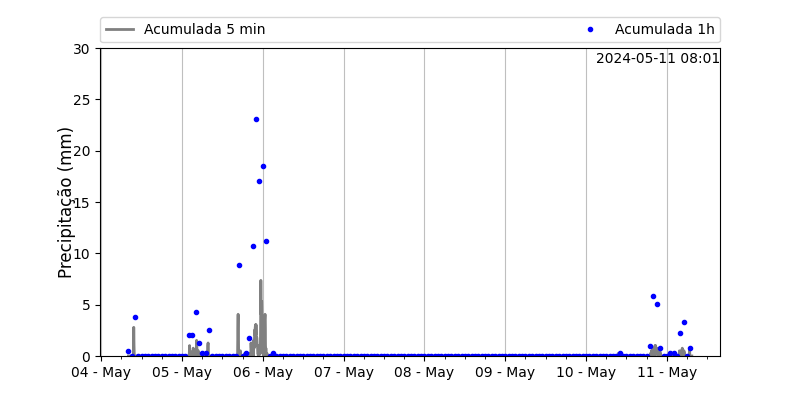 Acumulada 5 min Acumulada 1h
2024-05-11 08:01
Precipitação (mm)
30
25
20
15
10
5
0
04 - May 05 - May 06 - May 07 - May 08 - May 09 - May 10 - May 11 - May